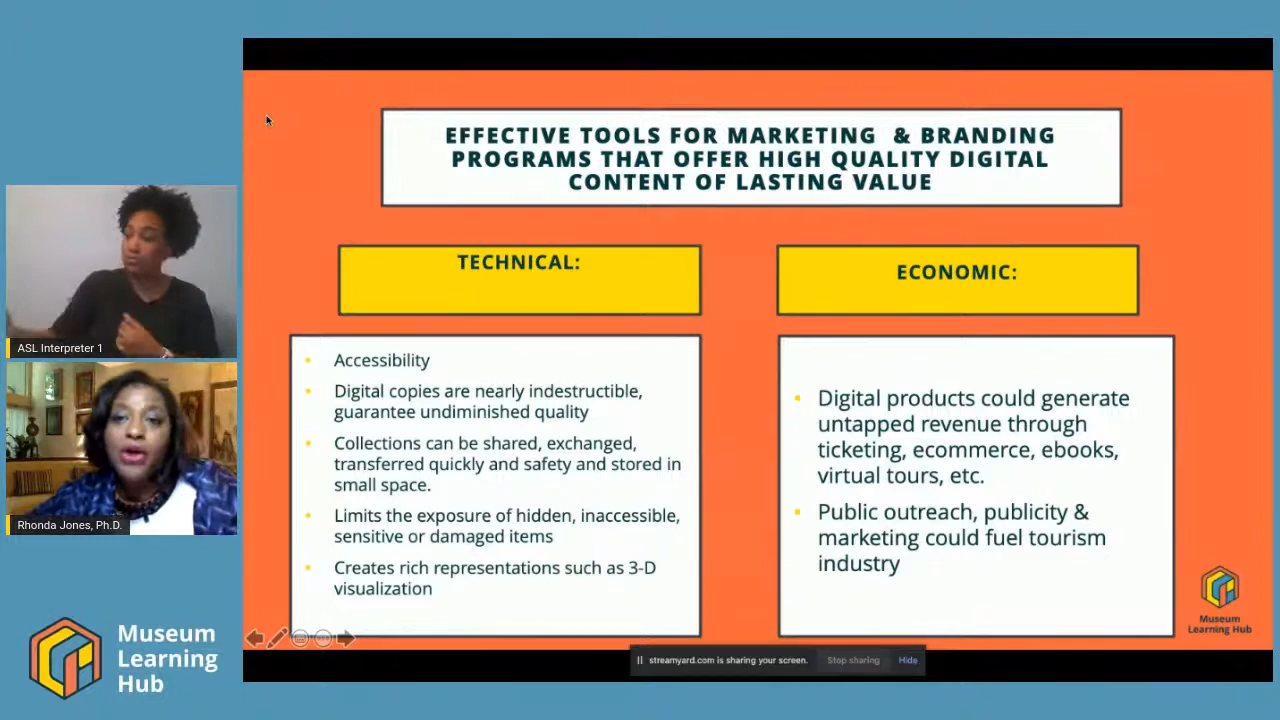 EFFECTIVE TOOLS FOR MARKETING & BRANDING
PROGRAMS THAT OFFER HIGH QUALITY DIGITAL
CONTENT OF LASTING VALUE
TECHNICAL:
• Accessibility
• Digital copies are nearly indestructible,
guarantee undiminished quality
• Collections can be shared, exchanged,
transferred quickly and safety and stored in
small space.
• Limits the exposure of hidden, inaccessible,
sensitive or damaged items
• Creates rich representations such as 3-D
visualization
ECONOMIC:
• Digital products could generate
untapped revenue through
ticketing, ecommerce, ebooks,
virtual tours, etc.
• Public outreach, publicity &
marketing could fuel tourism
industry
Museum
Learning Hub
ASL Interpreter 1
Rhonda Jones, Ph.D.
Museum
Learning
Hub
streamyard.com is sharing your screen.
Stop sharing
Hide